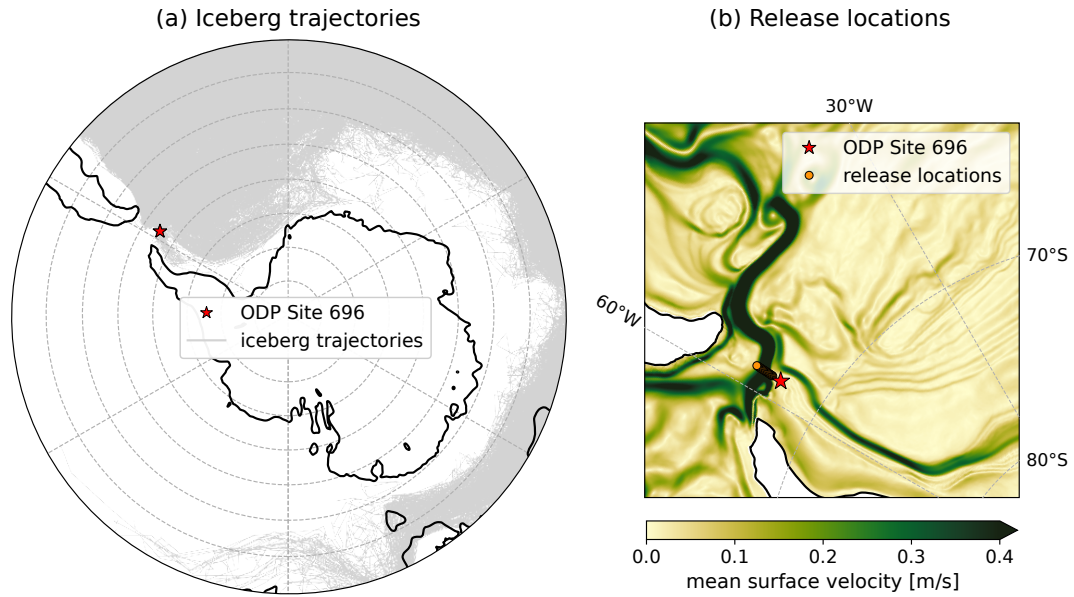 (a) Iceberg trajectories
ODP Site 696
iceberg trajectories
(b) Release locations
30°W
ODP Site 696
release locations
70°S
60°W
80°S
0.0 0.1 0.2 0.3 0.4
mean surface velocity [m/s]